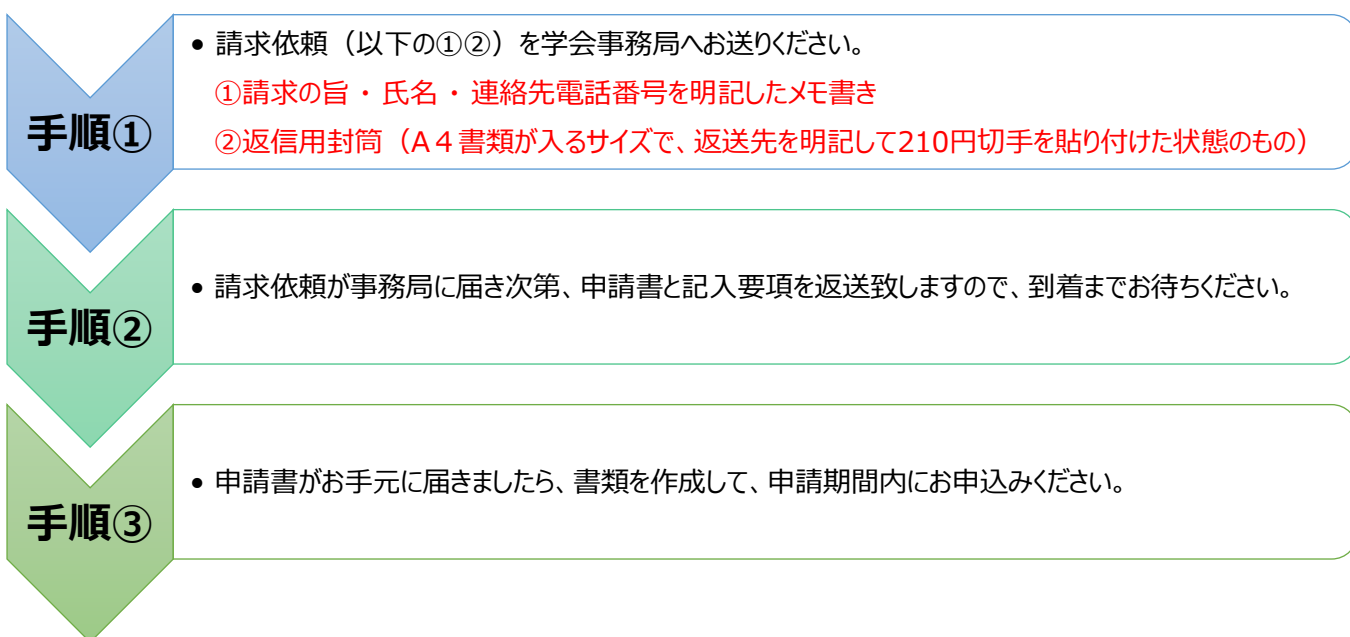 手順①
• 請求依頼（以下の①②）を学会事務局へお送りください。
①請求の旨・氏名・連絡先電話番号を明記したメモ書き
②返信用封筒（A４書類が入るサイズで、返送先を明記して210円切手を貼り付けた状態のもの）
手順②
• 請求依頼が事務局に届き次第、申請書と記入要項を返送致しますので、到着までお待ちください。
手順③
• 申請書がお手元に届きましたら、書類を作成して、申請期間内にお申込みください。